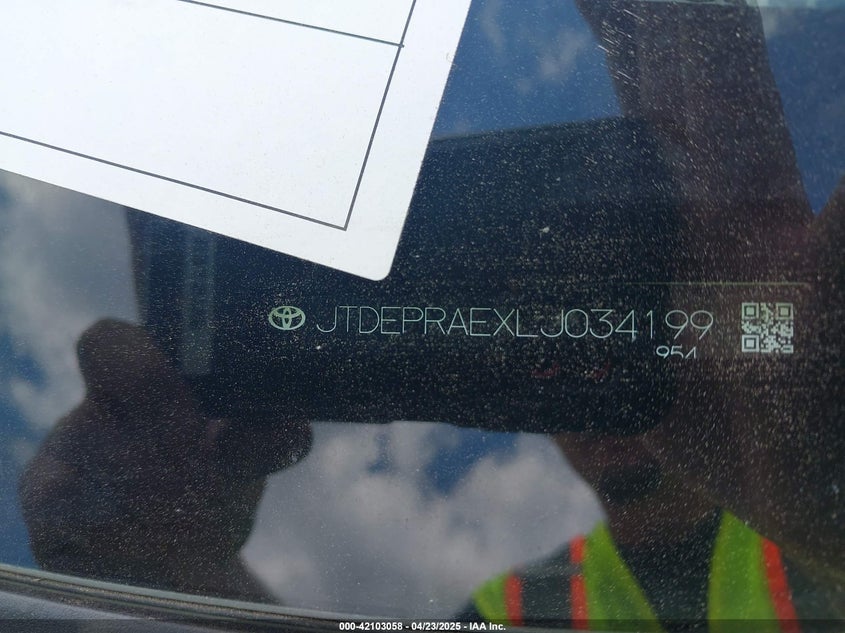 JTDEPRAEXLJ034199
954
000-42103058 - 04/23/2025 - IAA Inc.